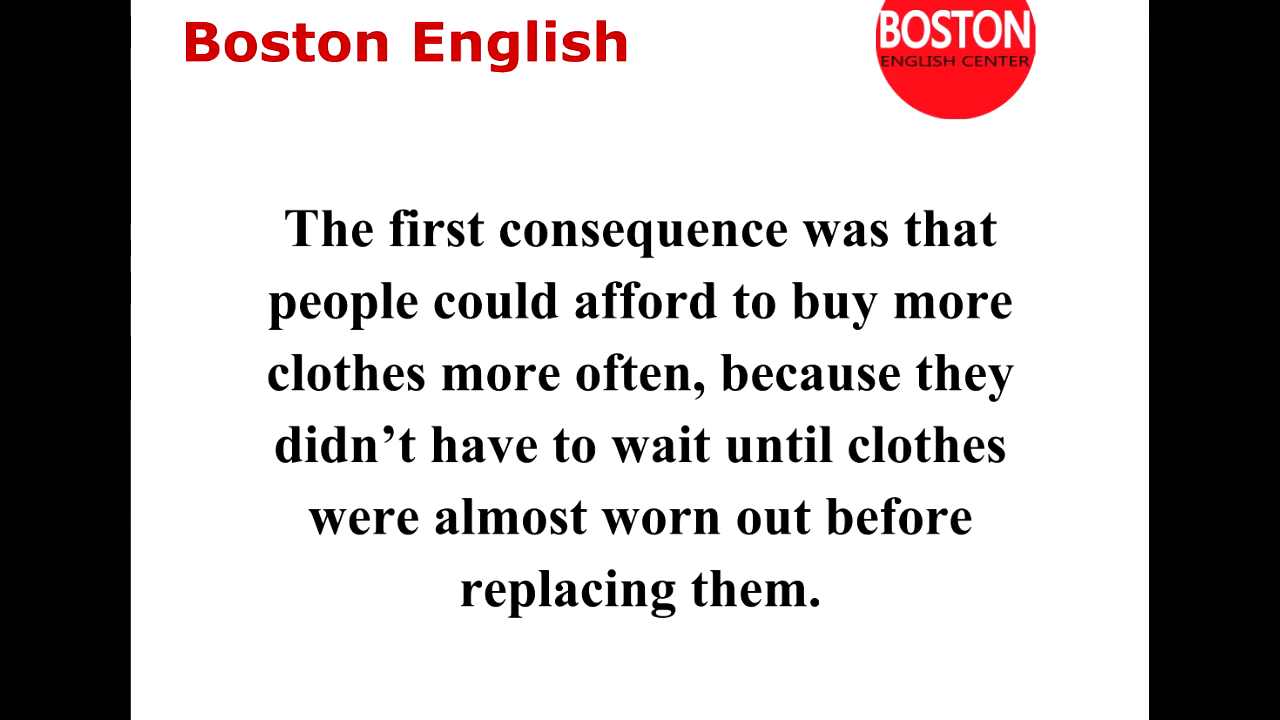 Boston English
BOSTON
ENGLISH CENTER
The first consequence was that
people could afford to buy more
clothes more often, because they
didn’t have to wait until clothes
were almost worn out before
replacing them.